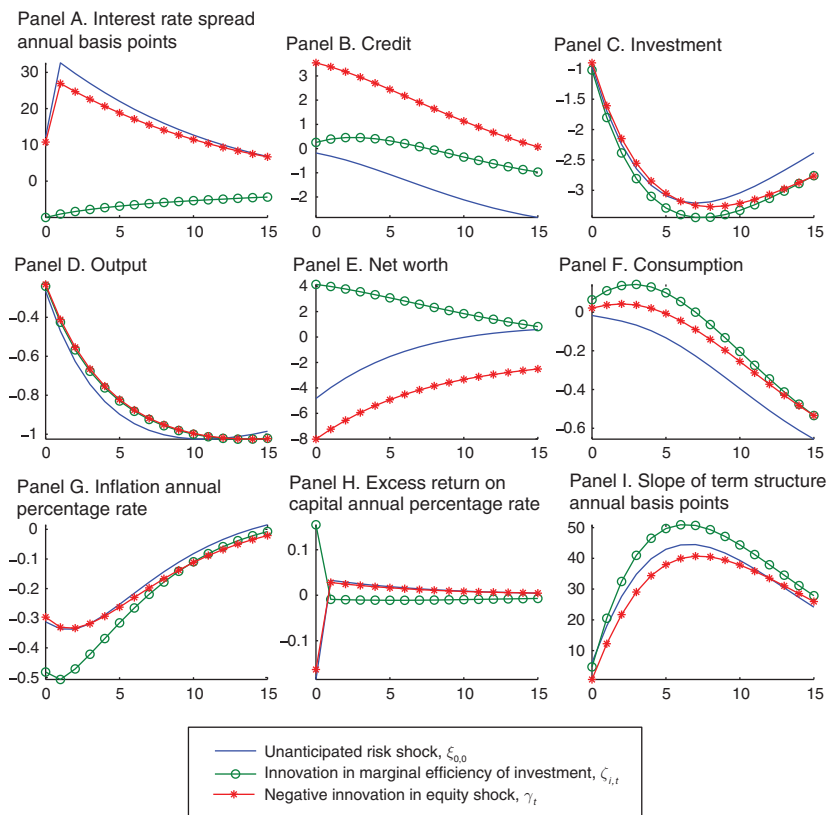 Panel A. Interest rate spread
annual basis points
30
20
10
0
0 5 10 15
Panel B. Credit
3
2
1
0
−1
−2
0 5 10 15
Panel C. Investment
−1
−1.5
−2
−2.5
−3
0 5 10 15
Panel D. Output
−0.4
−0.6
−0.8
−1
0 5 10 15
Panel E. Net worth
4
2
0
−2
−4
−6
−8
0 5 10 15
Panel F. Consumption
0
−0.2
−0.4
−0.6
0 5 10 15
Panel G. Inflation annual
percentage rate
0
−0.1
−0.2
−0.3
−0.4
−0.5
0 5 10 15
Panel H. Excess return on
capital annual percentage rate
0.1
0
−0.1
0 5 10 15
Panel I. Slope of term structure
annual basis points
50
40
30
20
10
0 5 10 15
Unanticipated risk shock, ξ0,0
Innovation in marginal efficiency of investment, ζi,t
Negative innovation in equity shock, γt